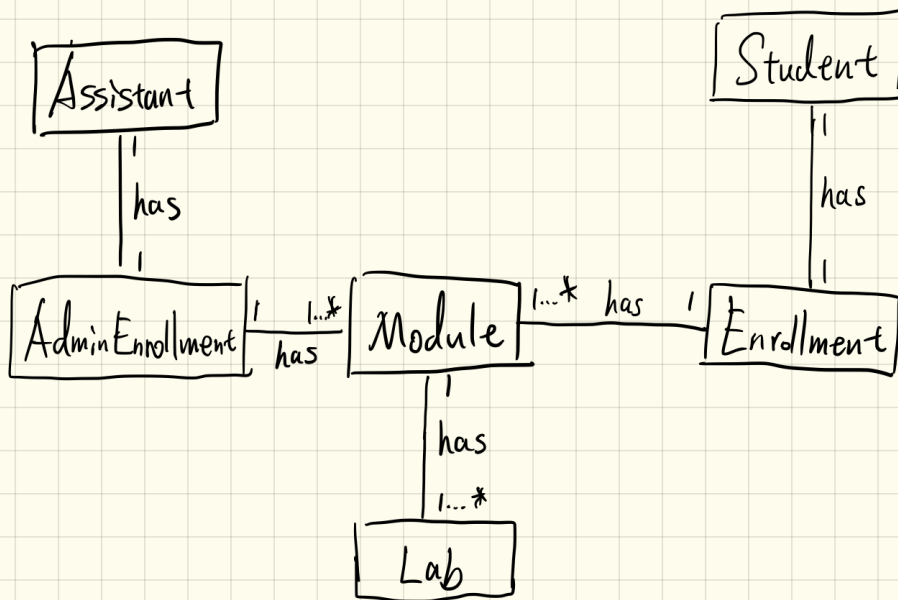 Assistant
Student
1
has
1
1
has
1
AdminEnrollment
1
1..*
has
Module
1...*
has
1
Enrollment
1
has
1...*
Lab